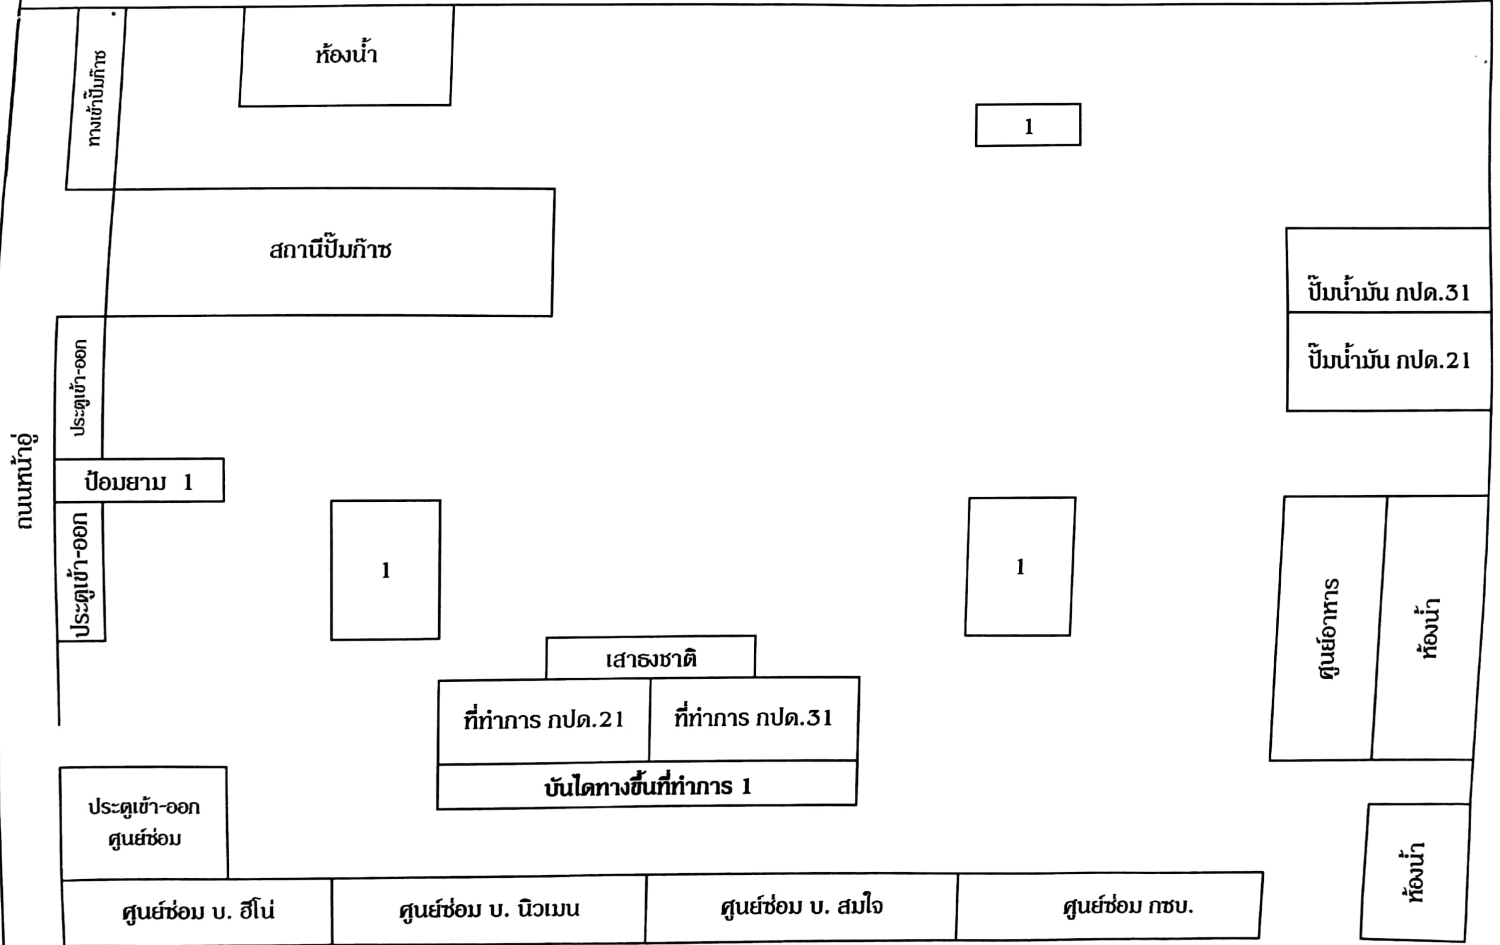 ห้องน้ำ
ทางเข้าปั๊มก๊าซ
1
สถานีปั๊มก๊าซ
ปั๊มน้ำมัน กปด.31
ปั๊มน้ำมัน กปด.21
ประตูเข้า-ออก
ถนนหน้าอู่
ป้อมยาม 1
ประตูเข้า-ออก
1
1
ศูนย์อาหาร
ห้องน้ำ
เสาธงชาติ
ที่ทำการ กปด.21
ที่ทำการ กปด.31
บันไดทางขึ้นที่ทำการ 1
ประตูเข้า-ออก
ศูนย์ซ่อม
ห้องน้ำ
ศูนย์ซ่อม บ. ฮีโน่
ศูนย์ซ่อม บ. นิวเมน
ศูนย์ซ่อม บ. สมใจ
ศูนย์ซ่อม กซบ.